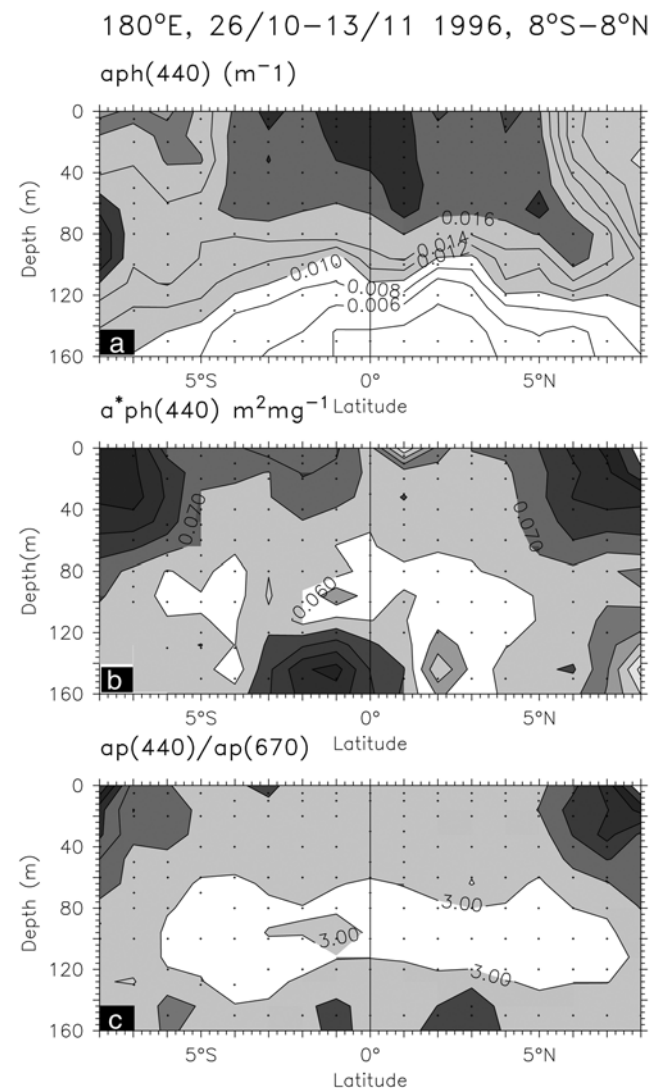 180°E, 26/10-13/11 1996, 8°S-8°N
aph(440) (m⁻1)
0
40
80
120
160
Depth (m)
0.016
0.014
0.012
0.010
0.008
0.006
a
5°S 0° 5°N
Latitude
a*ph(440) m²mg⁻¹
0
40
80
120
160
Depth(m)
0.070
0.070
0.060
b
5°S 0° 5°N
Latitude
ap(440)/ap(670)
0
40
80
120
160
Depth (m)
3.00
3.00
3.00
c
5°S 0° 5°N
Latitude